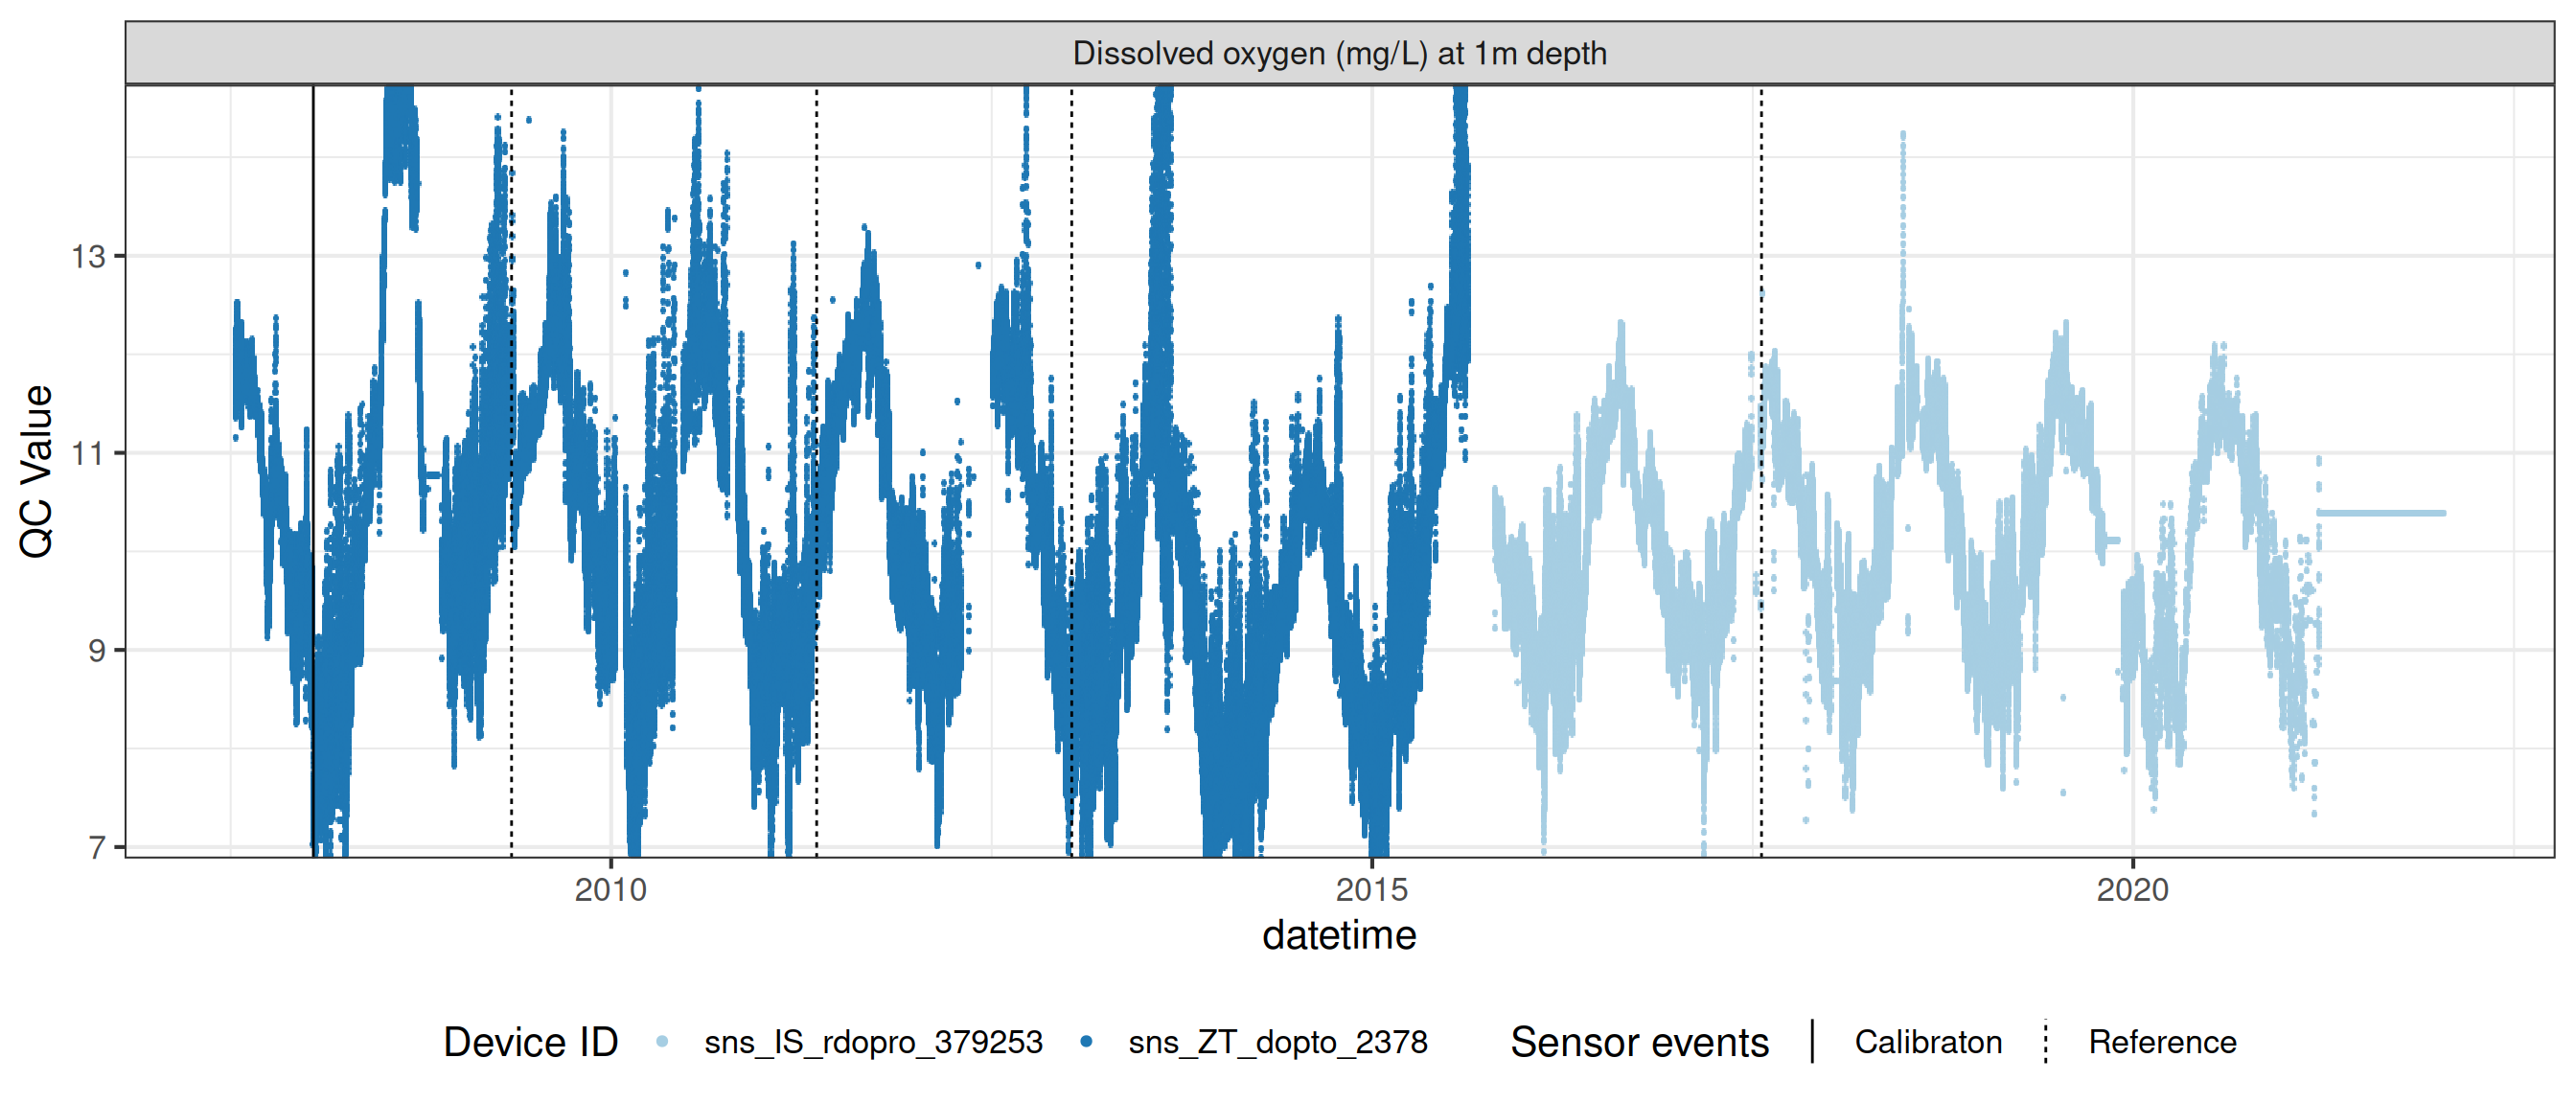 Dissolved oxygen (mg/L) at 1m depth
QC Value
13
11
9
7
2010
2015
2020
datetime
Device ID sns_IS_rdopro_379253 sns_ZT_dopto_2378 Sensor events Calibraton Reference